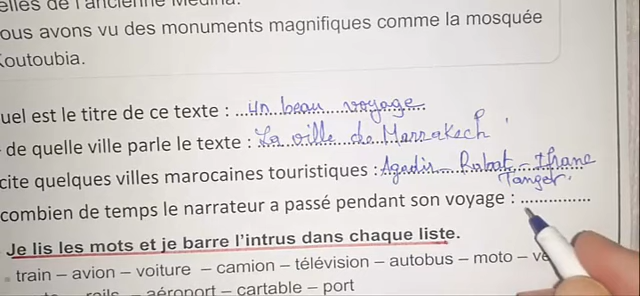 elles de l'ancienne Médina.
ous avons vu des monuments magnifiques comme la mosquée
Koutoubia.
uel est le titre de ce texte : ...un beau voyage...
de quelle ville parle le texte : La ville de Marrakech.
cite quelques villes marocaines touristiques : Agadir - Rabat - Ifrane
Tanger.
combien de temps le narrateur a passé pendant son voyage : ................
Je lis les mots et je barre l'intrus dans chaque liste.
train – avion – voiture – camion – télévision – autobus – moto –
rails – aéroport – cartable – port